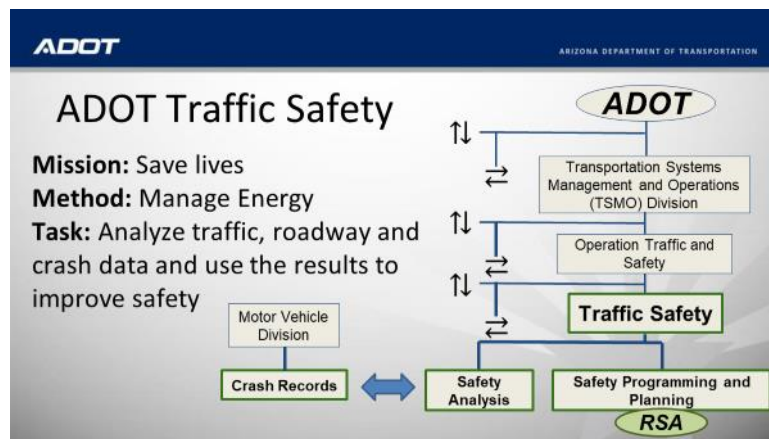 ADOT
ARIZONA DEPARTMENT OF TRANSPORTATION
ADOT Traffic Safety
Mission: Save lives
Method: Manage Energy
Task: Analyze traffic, roadway and
crash data and use the results to
improve safety
ADOT
Transportation Systems
Management and Operations
(TSMO) Division
Operation Traffic and
Safety
Traffic Safety
Motor Vehicle
Division
Crash Records
Safety
Analysis
Safety Programming and
Planning
RSA